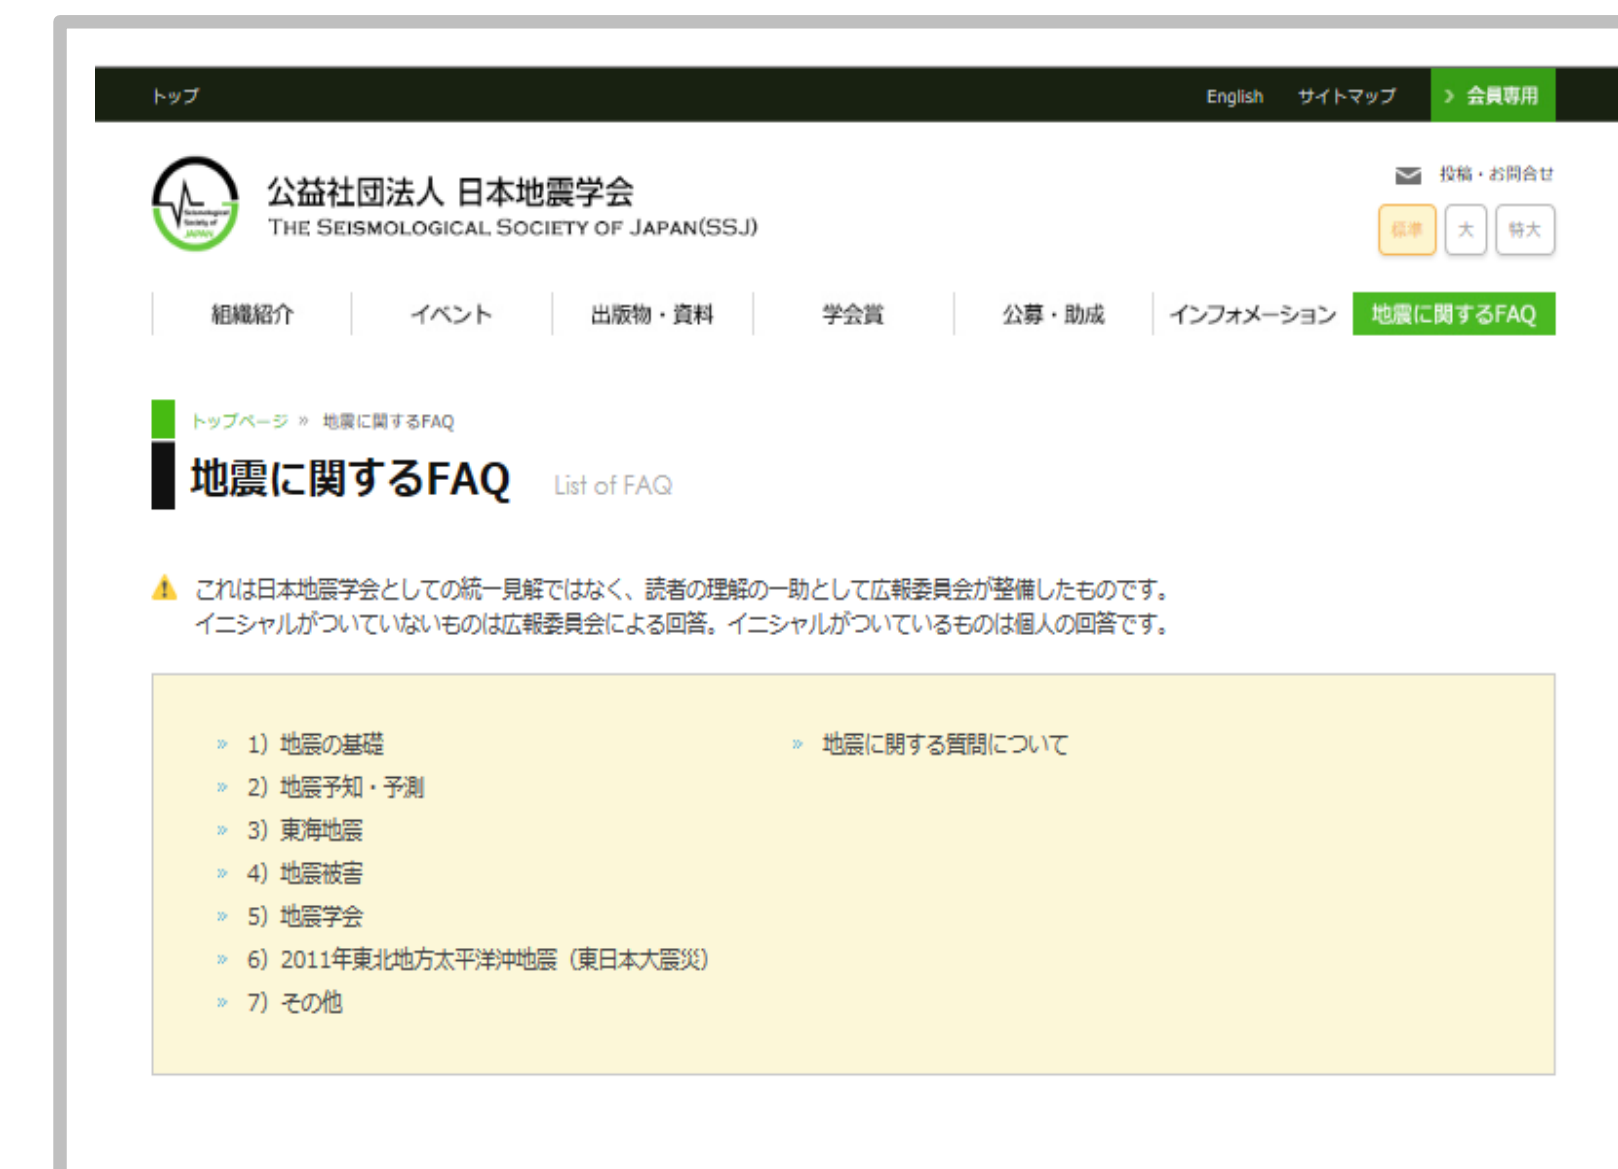 トップ
English サイトマップ 会員専用
Seismological
Society of
JAPAN
公益社団法人 日本地震学会
THE SEISMOLOGICAL SOCIETY OF JAPAN(SSJ)
投稿・お問合せ
標準 大 特大
組織紹介 イベント 出版物・資料 学会賞 公募・助成 インフォメーション 地震に関するFAQ
トップページ » 地震に関するFAQ
地震に関するFAQ List of FAQ
これは日本地震学会としての統一見解ではなく、読者の理解の一助として広報委員会が整備したものです。
イニシャルがついていないものは広報委員会による回答。イニシャルがついているものは個人の回答です。
» 1）地震の基礎
» 2）地震予知・予測
» 3）東海地震
» 4）地震被害
» 5）地震学会
» 6）2011年東北地方太平洋沖地震（東日本大震災）
» 7）その他
» 地震に関する質問について